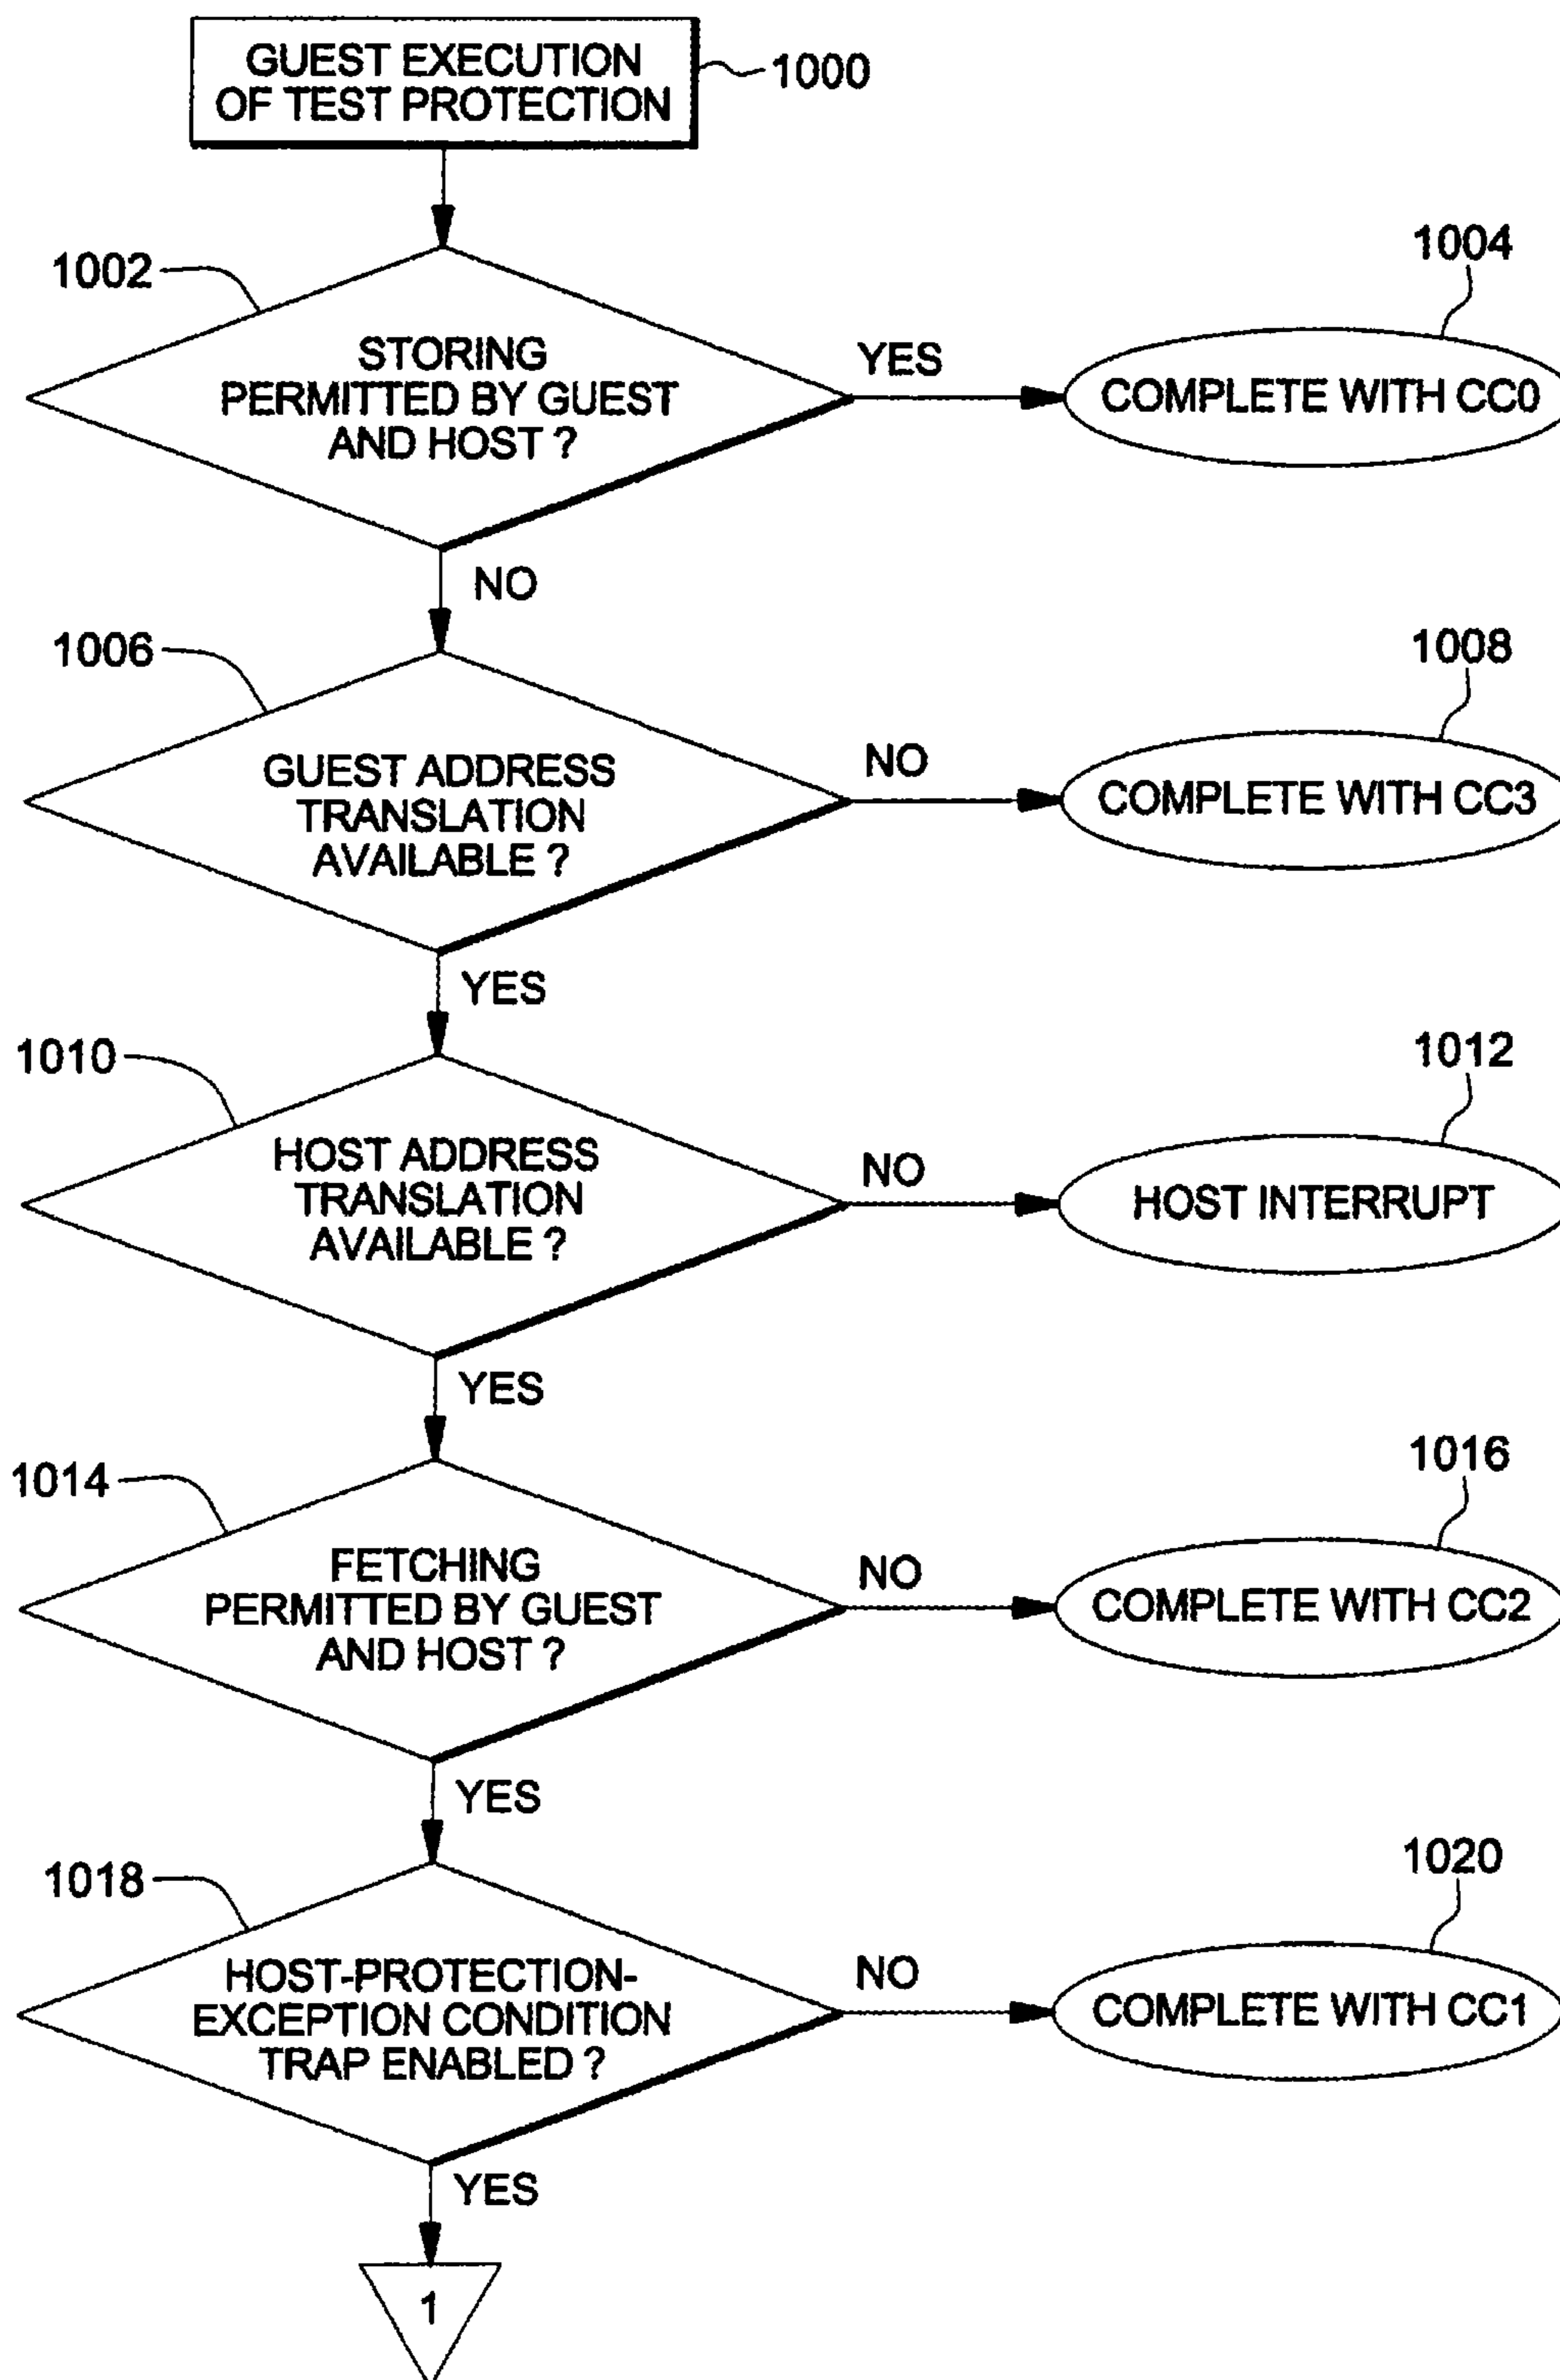 GUEST EXECUTION
OF TEST PROTECTION
1000
1002
STORING
PERMITTED BY GUEST
AND HOST ?
YES
1004
COMPLETE WITH CC0
NO
1006
GUEST ADDRESS
TRANSLATION
AVAILABLE ?
NO
1008
COMPLETE WITH CC3
YES
1010
HOST ADDRESS
TRANSLATION
AVAILABLE ?
NO
1012
HOST INTERRUPT
YES
1014
FETCHING
PERMITTED BY GUEST
AND HOST ?
NO
1016
COMPLETE WITH CC2
YES
1018
HOST-PROTECTION-
EXCEPTION CONDITION
TRAP ENABLED ?
NO
1020
COMPLETE WITH CC1
YES
1